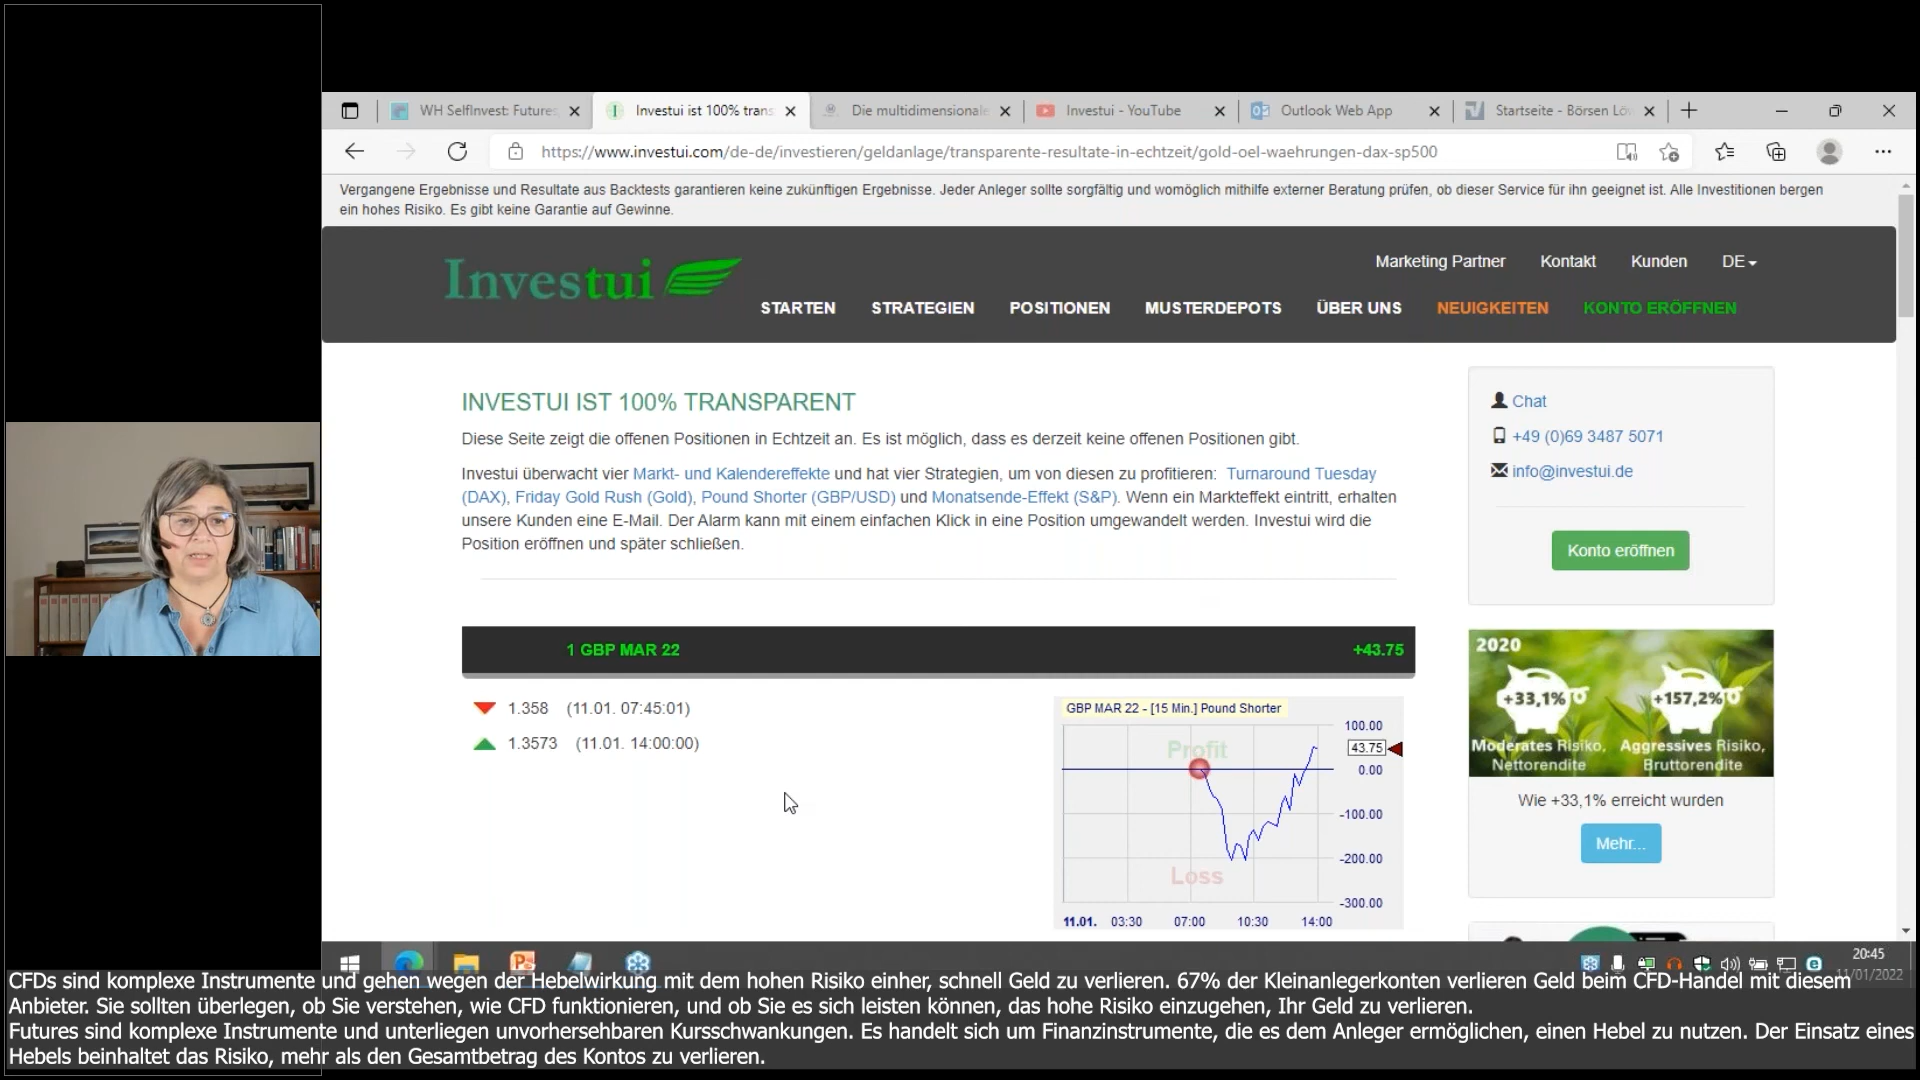 WH SelfInvest: Futures
Investui ist 100% trans
Die multidimensionale
Investui - YouTube
Outlook Web App
Startseite - Börsen Löw
https://www.investui.com/de-de/investieren/geldanlage/transparente-resultate-in-echtzeit/gold-oel-waehrungen-dax-sp500
Vergangene Ergebnisse und Resultate aus Backtests garantieren keine zukünftigen Ergebnisse. Jeder Anleger sollte sorgfältig und womöglich mithilfe externer Beratung prüfen, ob dieser Service für ihn geeignet ist. Alle Investitionen bergen
ein hohes Risiko. Es gibt keine Garantie auf Gewinne.
Investui
Marketing Partner Kontakt Kunden DE
STARTEN STRATEGIEN POSITIONEN MUSTERDEPOTS ÜBER UNS NEUIGKEITEN KONTO ERÖFFNEN
INVESTUI IST 100% TRANSPARENT
Diese Seite zeigt die offenen Positionen in Echtzeit an. Es ist möglich, dass es derzeit keine offenen Positionen gibt.
Investui überwacht vier Markt- und Kalendereffekte und hat vier Strategien, um von diesen zu profitieren: Turnaround Tuesday
(DAX), Friday Gold Rush (Gold), Pound Shorter (GBP/USD) und Monatsende-Effekt (S&P). Wenn ein Markteffekt eintritt, erhalten
unsere Kunden eine E-Mail. Der Alarm kann mit einem einfachen Klick in eine Position umgewandelt werden. Investui wird die
Position eröffnen und später schließen.
1 GBP MAR 22 +43.75
1.358 (11.01. 07:45:01)
1.3573 (11.01. 14:00:00)
GBP MAR 22 - [15 Min.] Pound Shorter
Profit
Loss
100.00
43.75
0.00
-100.00
-200.00
-300.00
11.01. 03:30 07:00 10:30 14:00
Chat
+49 (0)69 3487 5071
info@investui.de
Konto eröffnen
2020
+33,1% +157,2%
Moderates Risiko, Aggressives Risiko,
Nettorendite Bruttorendite
Wie +33,1% erreicht wurden
Mehr...
20:45
11/01/2022
CFDs sind komplexe Instrumente und gehen wegen der Hebelwirkung mit dem hohen Risiko einher, schnell Geld zu verlieren. 67% der Kleinanlegerkonten verlieren Geld beim CFD-Handel mit diesem
Anbieter. Sie sollten überlegen, ob Sie verstehen, wie CFD funktionieren, und ob Sie es sich leisten können, das hohe Risiko einzugehen, Ihr Geld zu verlieren.
Futures sind komplexe Instrumente und unterliegen unvorhersehbaren Kursschwankungen. Es handelt sich um Finanzinstrumente, die es dem Anleger ermöglichen, einen Hebel zu nutzen. Der Einsatz eines
Hebels beinhaltet das Risiko, mehr als den Gesamtbetrag des Kontos zu verlieren.